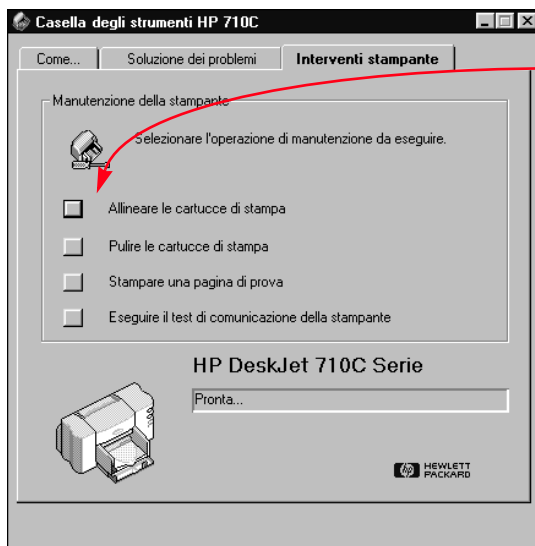 Casella degli strumenti HP 710C
Come... Soluzione dei problemi Interventi stampante
Manutenzione della stampante
Selezionare l'operazione di manutenzione da eseguire.
Allineare le cartucce di stampa
Pulire le cartucce di stampa
Stampare una pagina di prova
Eseguire il test di comunicazione della stampante
HP DeskJet 710C Serie
Pronta...
hp HEWLETT
PACKARD